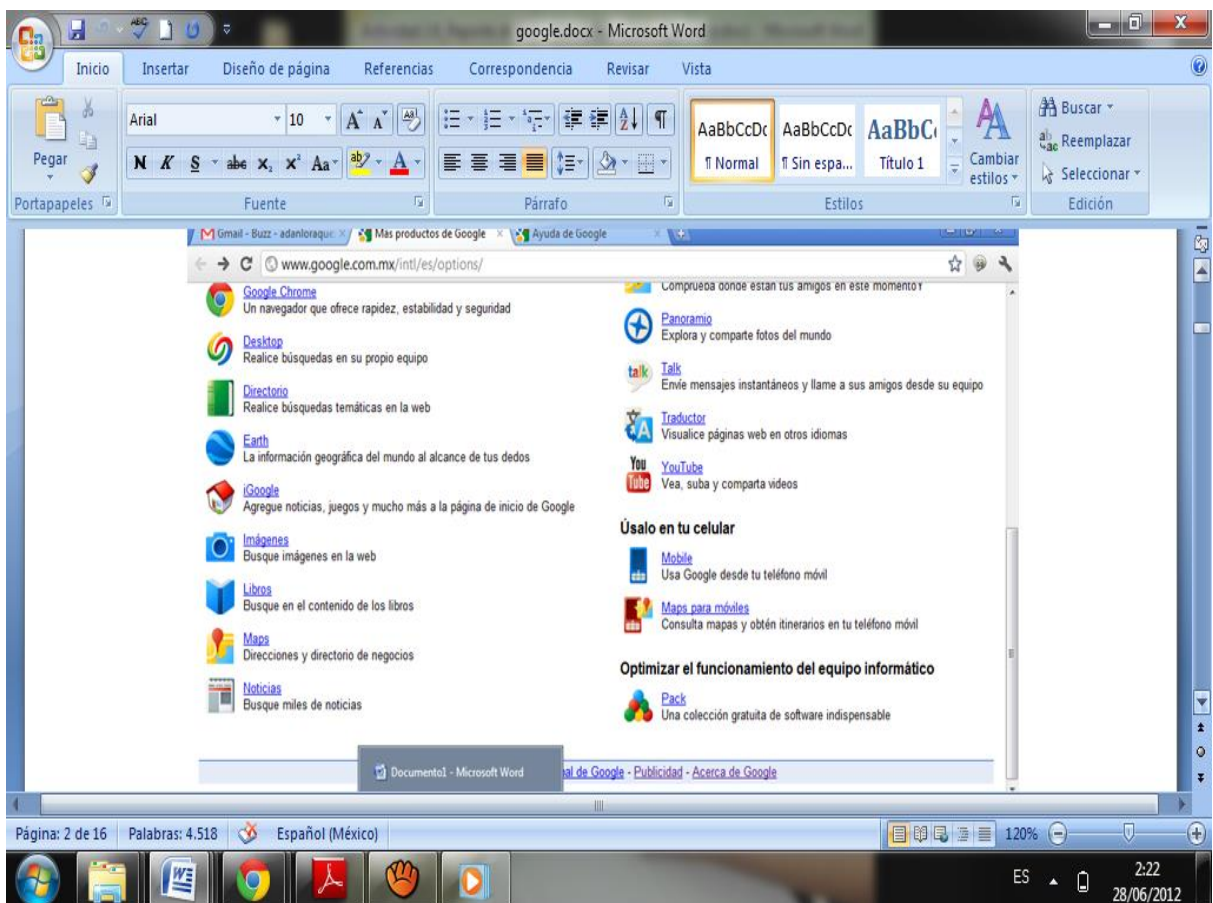 google.docx - Microsoft Word
Inicio Insertar Diseño de página Referencias Correspondencia Revisar Vista
Pegar
Arial 10
N K S abc x₂ x² Aa
AaBbCcDc AaBbCcDc AaBbC
¶ Normal ¶ Sin espa... Título 1
Cambiar estilos
Buscar
Reemplazar
Seleccionar
Portapapeles Fuente Párrafo Estilos Edición
Gmail - Buzz - adanloraque Mas productos de Google Ayuda de Google
www.google.com.mx/intl/es/options/
Google Chrome
Un navegador que ofrece rapidez, estabilidad y seguridad
Desktop
Realice búsquedas en su propio equipo
Directorio
Realice búsquedas temáticas en la web
Earth
La información geográfica del mundo al alcance de tus dedos
iGoogle
Agregue noticias, juegos y mucho más a la página de inicio de Google
Imágenes
Busque imágenes en la web
Libros
Busque en el contenido de los libros
Maps
Direcciones y directorio de negocios
Noticias
Busque miles de noticias
Comprueba dónde están tus amigos en este momento
Panoramio
Explora y comparte fotos del mundo
talk
Talk
Envíe mensajes instantáneos y llame a sus amigos desde su equipo
Traductor
Visualice páginas web en otros idiomas
You Tube
YouTube
Vea, suba y comparta videos
Úsalo en tu celular
Mobile
Usa Google desde tu teléfono móvil
Maps para móviles
Consulta mapas y obtén itinerarios en tu teléfono móvil
Optimizar el funcionamiento del equipo informático
Pack
Una colección gratuita de software indispensable
Documento1 - Microsoft Word
de Google - Publicidad - Acerca de Google
Página: 2 de 16 Palabras: 4.518 Español (México) 120%
ES 2:22
28/06/2012